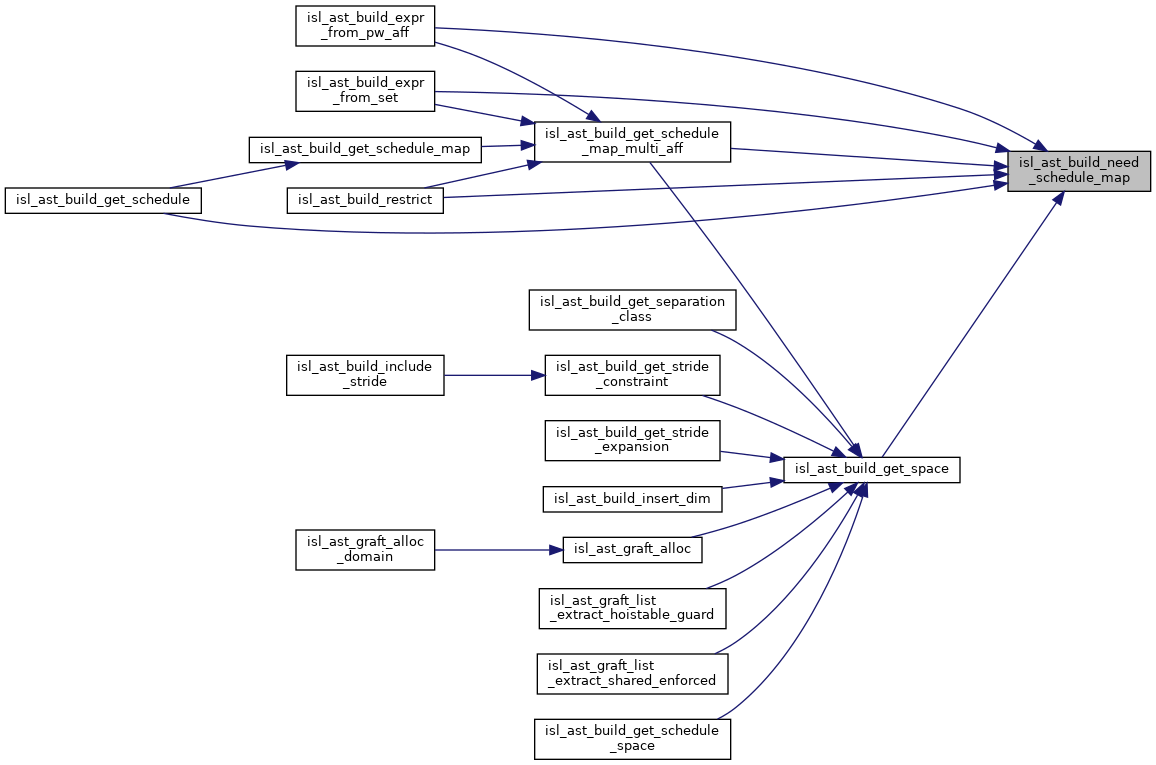 isl_ast_build_expr
_from_pw_aff
isl_ast_build_expr
_from_set
isl_ast_build_get_schedule
_map_multi_aff
isl_ast_build_get_schedule_map
isl_ast_build_need
_schedule_map
isl_ast_build_get_schedule
isl_ast_build_restrict
isl_ast_build_get_separation
_class
isl_ast_build_include
_stride
isl_ast_build_get_stride
_constraint
isl_ast_build_get_stride
_expansion
isl_ast_build_get_space
isl_ast_build_insert_dim
isl_ast_graft_alloc
_domain
isl_ast_graft_alloc
isl_ast_graft_list
_extract_hoistable_guard
isl_ast_graft_list
_extract_shared_enforced
isl_ast_build_get_schedule
_space